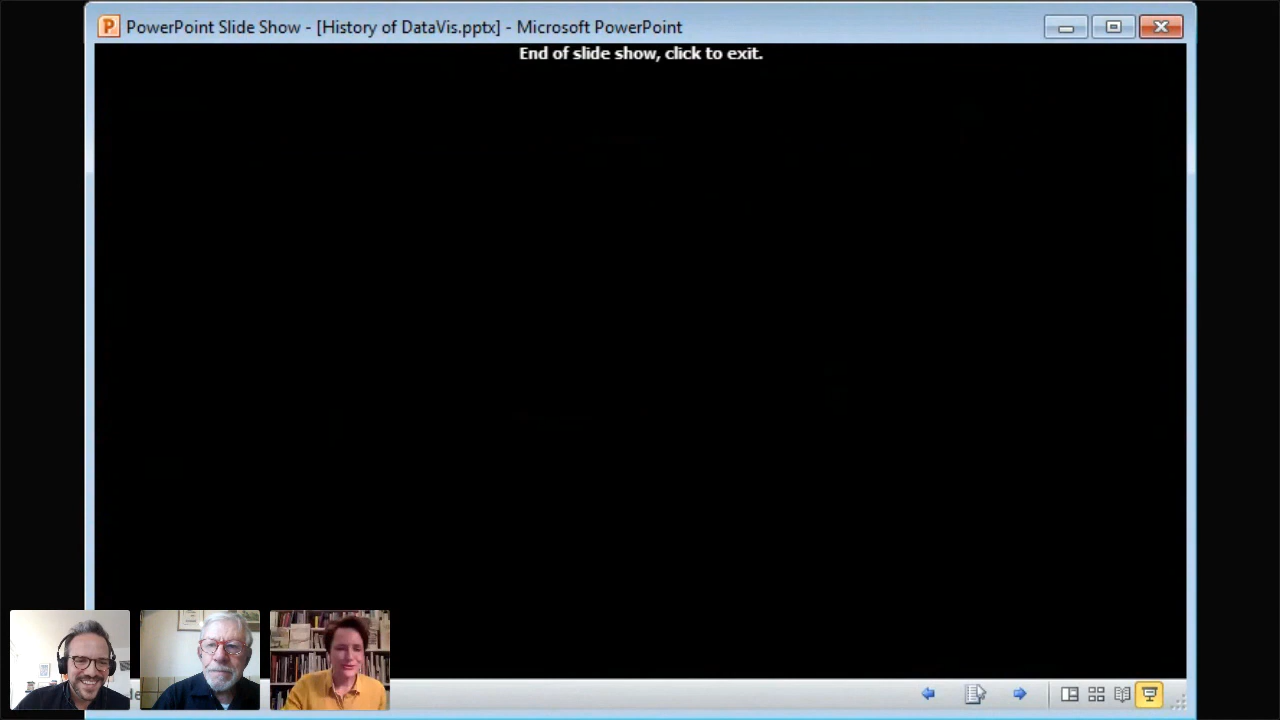 PowerPoint Slide Show - [History of DataVis.pptx] - Microsoft PowerPoint
End of slide show, click to exit.